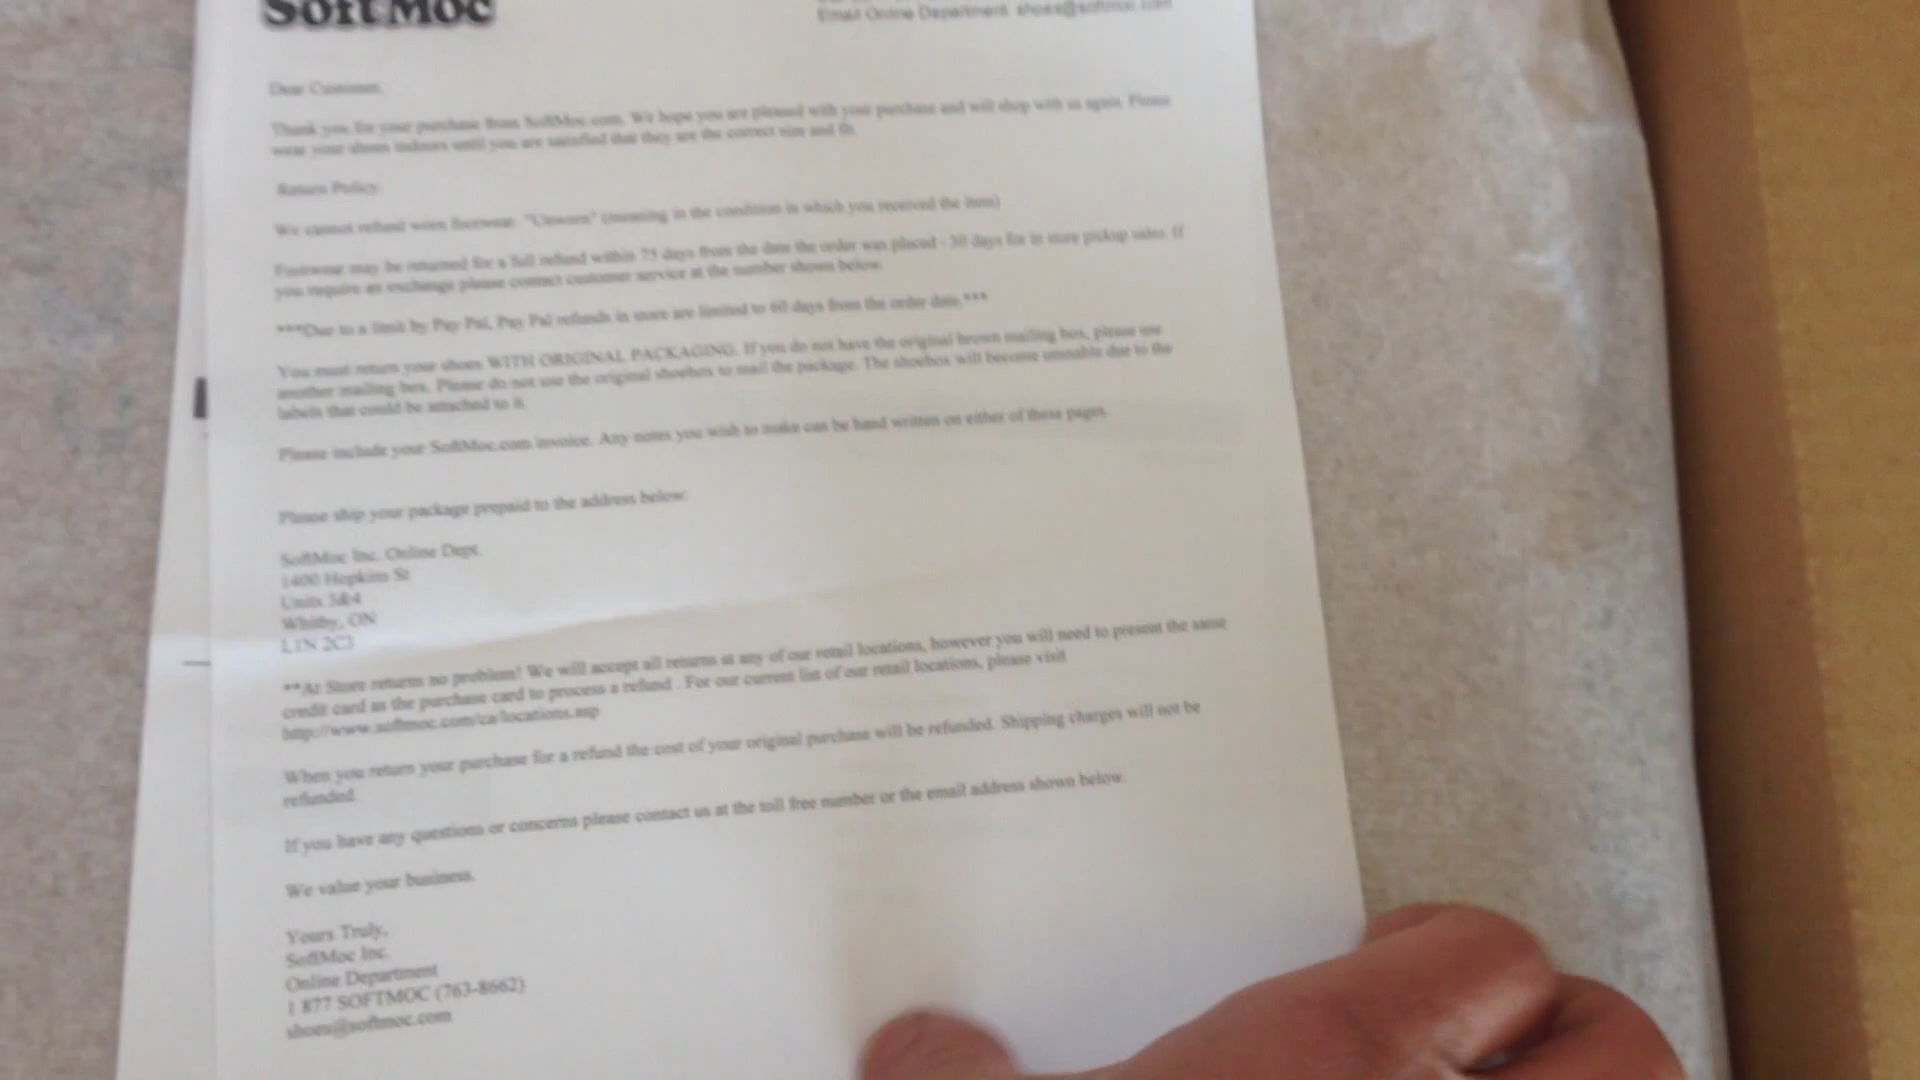 Soft Moc
Email Online Department shoes@softmoc.com
Dear Customer,
Thank you for your purchase from SoftMoc.com. We hope you are pleased with your purchase and will shop with us again. Please
wear your shoes indoors until you are satisfied that they are the correct size and fit.
Return Policy:
We cannot refund worn footwear. "Unworn" (meaning in the condition in which you received the item)
Footwear may be returned for a full refund within 75 days from the date the order was placed - 30 days for in store pickup sales. If
you require an exchange please contact customer service at the number shown below.
***Due to a limit by Pay Pal, Pay Pal refunds in store are limited to 60 days from the order date.***
You must return your shoes WITH ORIGINAL PACKAGING. If you do not have the original brown mailing box, please use
another mailing box. Please do not use the original shoebox to mail the package. The shoebox will become unusable due to the
labels that could be attached to it.
Please include your SoftMoc.com invoice. Any notes you wish to make can be hand written on either of these pages.
Please ship your package prepaid to the address below:
SoftMoc Inc. Online Dept.
1400 Hopkins St
Units 3&4
Whitby, ON
L1N 2C3
**At Store returns no problem! We will accept all returns at any of our retail locations, however you will need to present the same
credit card as the purchase card to process a refund . For our current list of our retail locations, please visit
http://www.softmoc.com/ca/locations.asp
When you return your purchase for a refund the cost of your original purchase will be refunded. Shipping charges will not be
refunded.
If you have any questions or concerns please contact us at the toll free number or the email address shown below.
We value your business.
Yours Truly,
SoftMoc Inc.
Online Department
1 877 SOFTMOC (763-8662)
shoes@softmoc.com